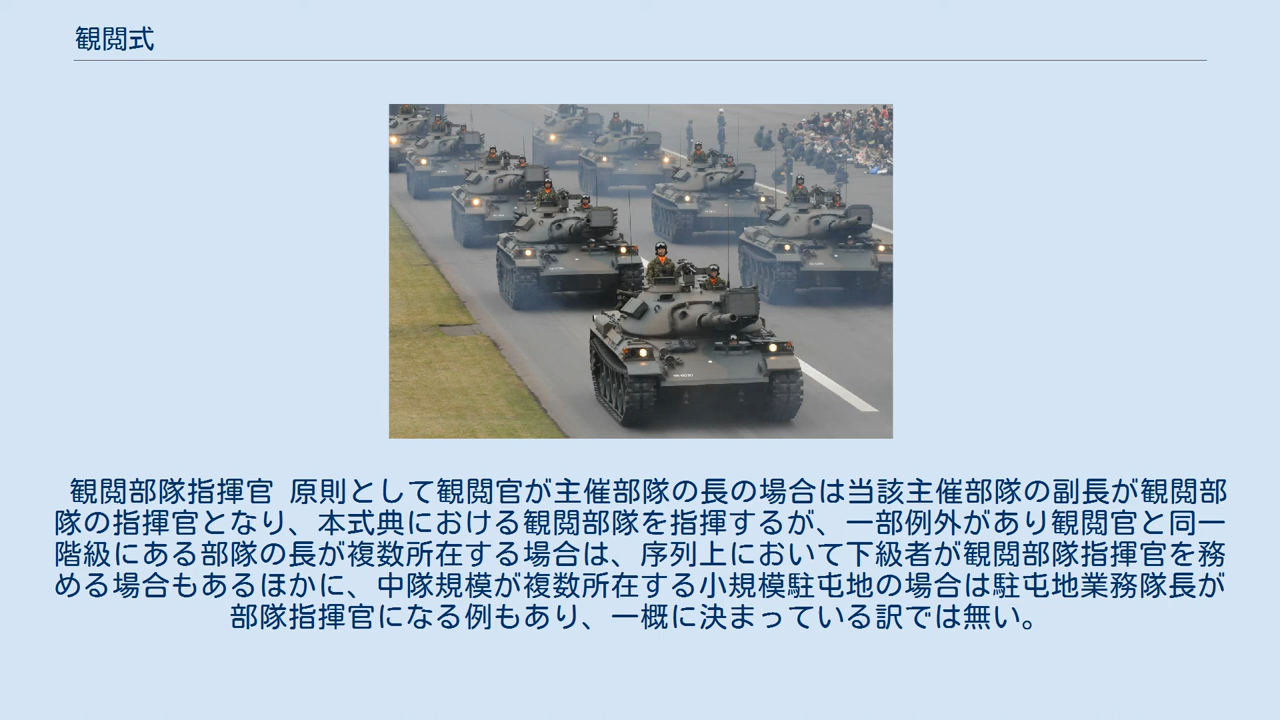 観閲式
観閲部隊指揮官 原則として観閲官が主催部隊の長の場合は当該主催部隊の副長が観閲部
隊の指揮官となり、本式典における観閲部隊を指揮するが、一部例外があり観閲官と同一
階級にある部隊の長が複数所在する場合は、序列上において下級者が観閲部隊指揮官を務
める場合もあるほかに、中隊規模が複数所在する小規模駐屯地の場合は駐屯地業務隊長が
部隊指揮官になる例もあり、一概に決まっている訳では無い。